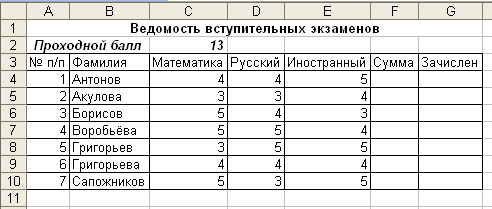 A B C D E F G
1 Ведомость вступительных экзаменов
2 Проходной балл 13
3 № п/п Фамилия Математика Русский Иностранный Сумма Зачислен
4 1 Антонов 4 4 5
5 2 Акулова 3 3 4
6 3 Борисов 5 4 3
7 4 Воробьёва 5 5 4
8 5 Григорьев 3 5 5
9 6 Григорьева 4 4 4
10 7 Сапожников 5 3 5
11